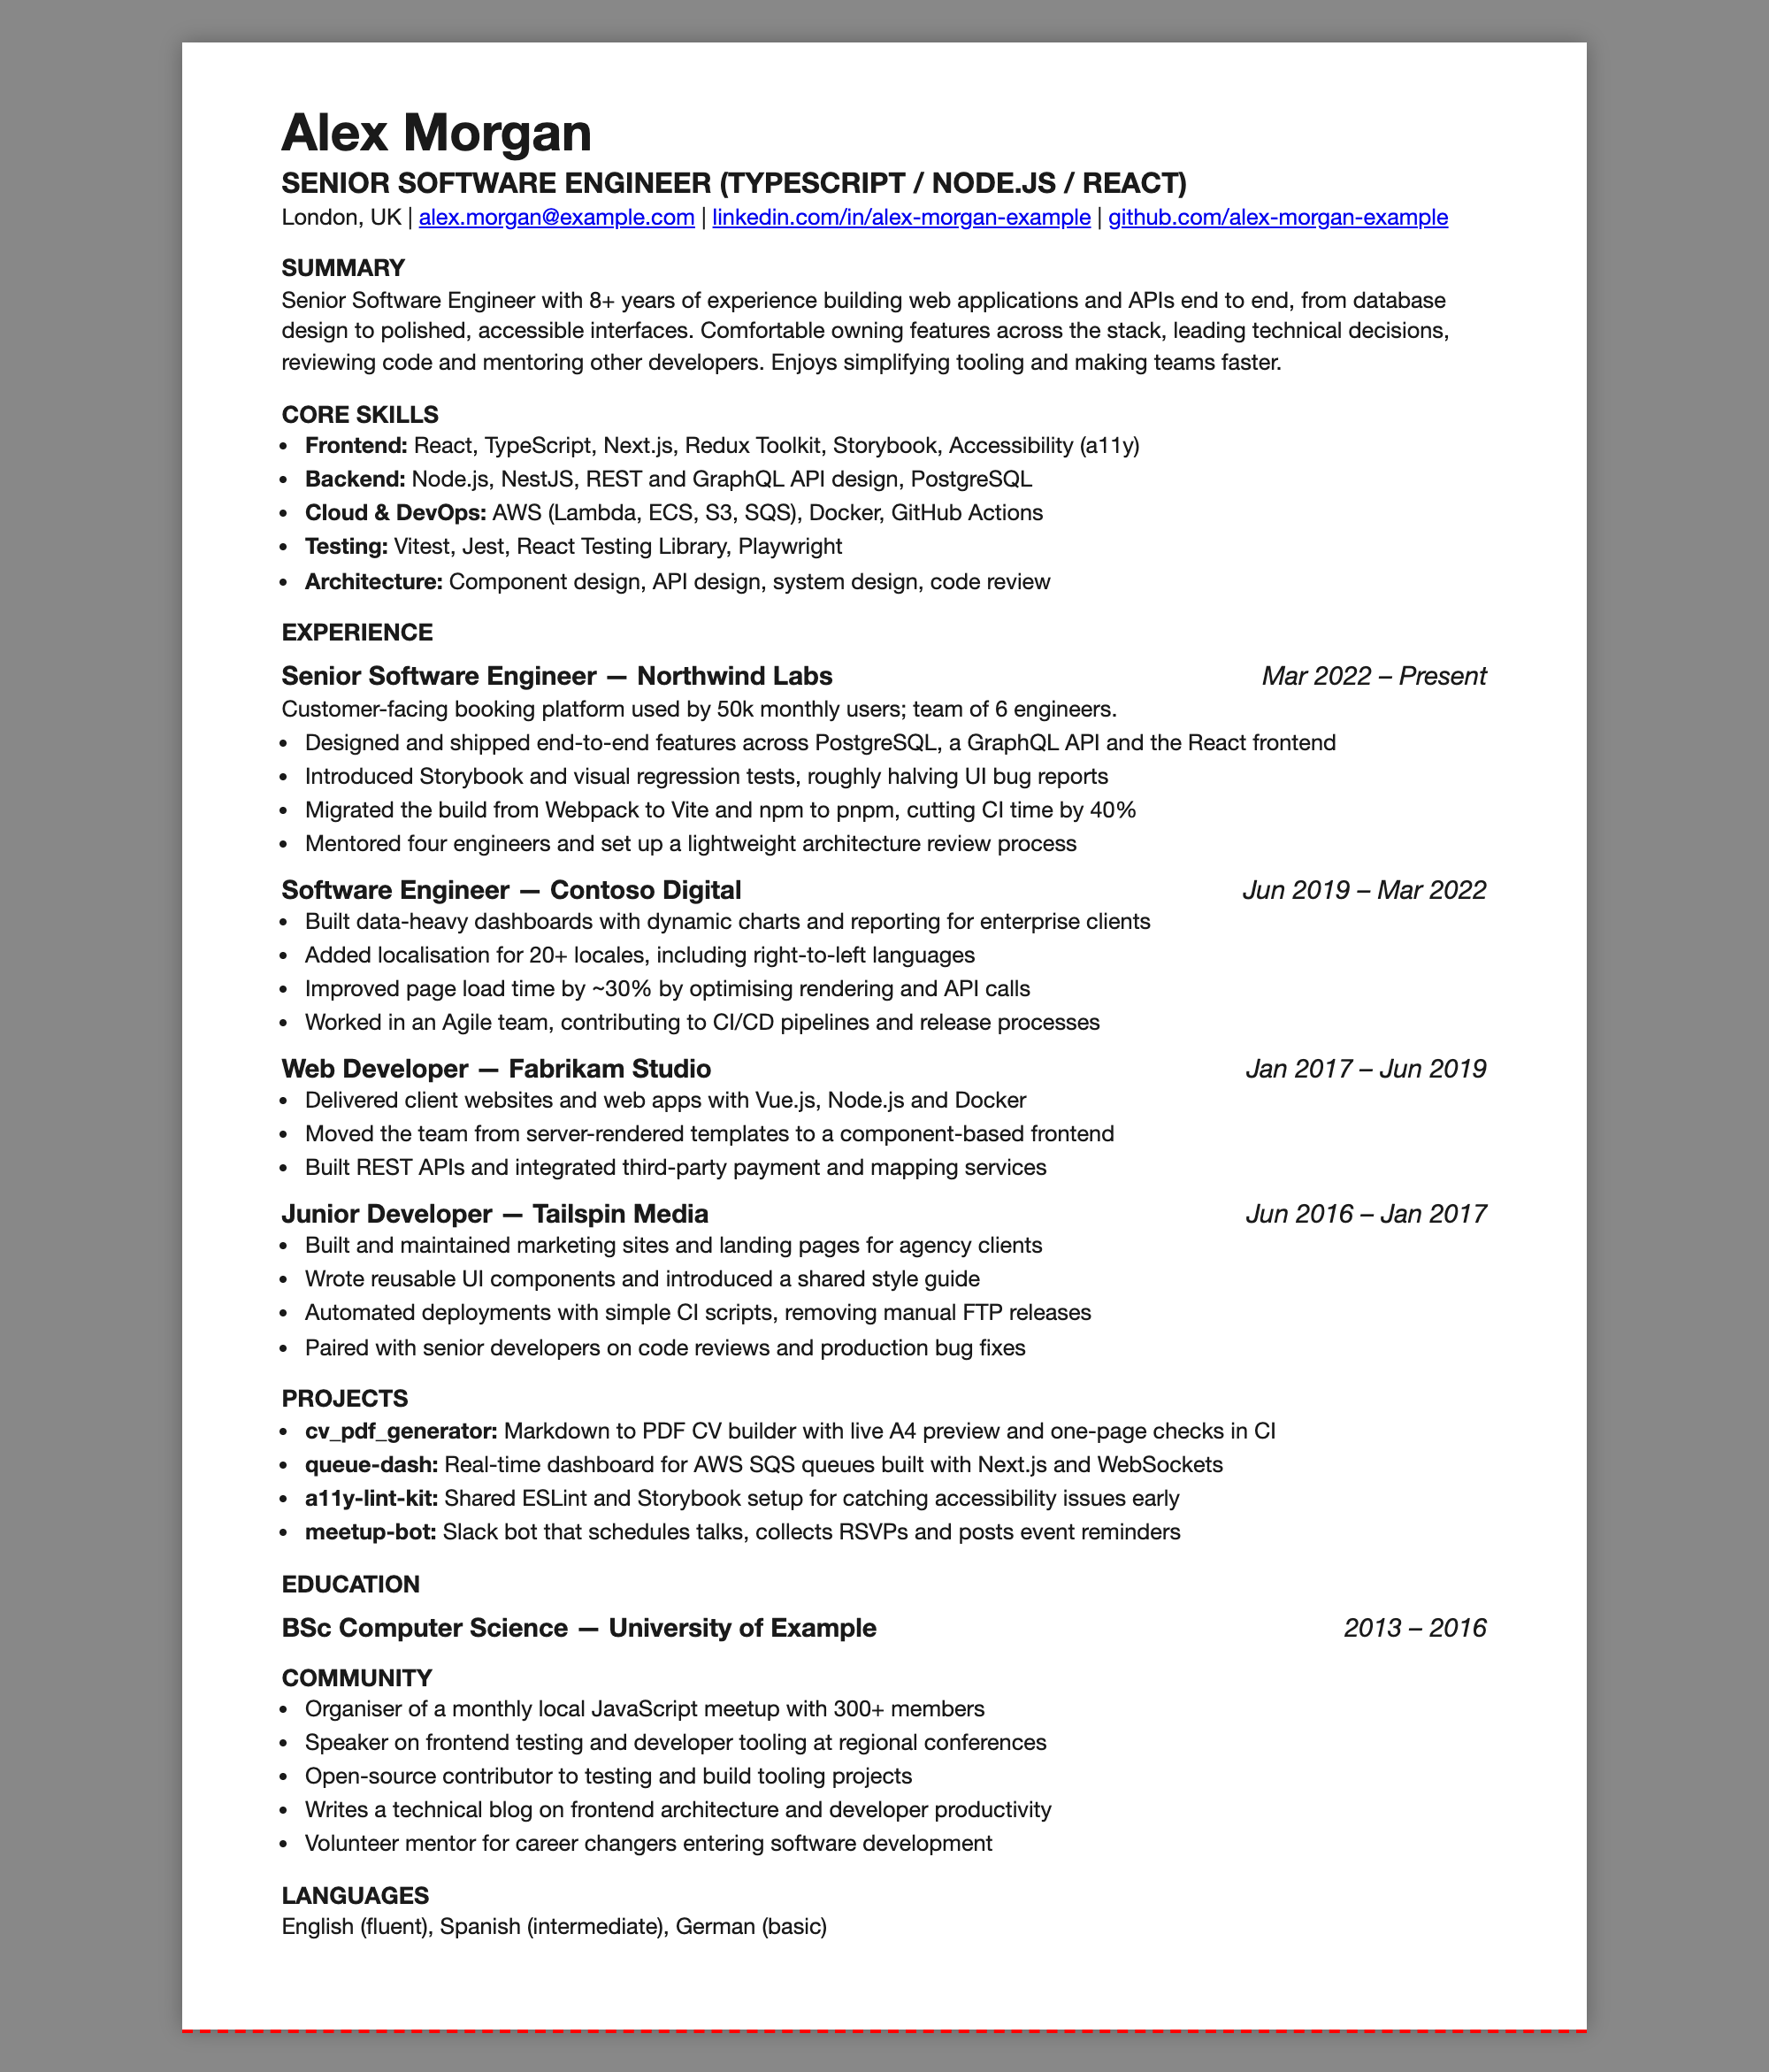 Alex Morgan
SENIOR SOFTWARE ENGINEER (TYPESCRIPT / NODE.JS / REACT)
London, UK | alex.morgan@example.com | linkedin.com/in/alex-morgan-example | github.com/alex-morgan-example
SUMMARY
Senior Software Engineer with 8+ years of experience building web applications and APIs end to end, from database
design to polished, accessible interfaces. Comfortable owning features across the stack, leading technical decisions,
reviewing code and mentoring other developers. Enjoys simplifying tooling and making teams faster.
CORE SKILLS
• Frontend: React, TypeScript, Next.js, Redux Toolkit, Storybook, Accessibility (a11y)
• Backend: Node.js, NestJS, REST and GraphQL API design, PostgreSQL
• Cloud & DevOps: AWS (Lambda, ECS, S3, SQS), Docker, GitHub Actions
• Testing: Vitest, Jest, React Testing Library, Playwright
• Architecture: Component design, API design, system design, code review
EXPERIENCE
Senior Software Engineer — Northwind Labs Mar 2022 – Present
Customer-facing booking platform used by 50k monthly users; team of 6 engineers.
• Designed and shipped end-to-end features across PostgreSQL, a GraphQL API and the React frontend
• Introduced Storybook and visual regression tests, roughly halving UI bug reports
• Migrated the build from Webpack to Vite and npm to pnpm, cutting CI time by 40%
• Mentored four engineers and set up a lightweight architecture review process
Software Engineer — Contoso Digital Jun 2019 – Mar 2022
• Built data-heavy dashboards with dynamic charts and reporting for enterprise clients
• Added localisation for 20+ locales, including right-to-left languages
• Improved page load time by ~30% by optimising rendering and API calls
• Worked in an Agile team, contributing to CI/CD pipelines and release processes
Web Developer — Fabrikam Studio Jan 2017 – Jun 2019
• Delivered client websites and web apps with Vue.js, Node.js and Docker
• Moved the team from server-rendered templates to a component-based frontend
• Built REST APIs and integrated third-party payment and mapping services
Junior Developer — Tailspin Media Jun 2016 – Jan 2017
• Built and maintained marketing sites and landing pages for agency clients
• Wrote reusable UI components and introduced a shared style guide
• Automated deployments with simple CI scripts, removing manual FTP releases
• Paired with senior developers on code reviews and production bug fixes
PROJECTS
• cv_pdf_generator: Markdown to PDF CV builder with live A4 preview and one-page checks in CI
• queue-dash: Real-time dashboard for AWS SQS queues built with Next.js and WebSockets
• a11y-lint-kit: Shared ESLint and Storybook setup for catching accessibility issues early
• meetup-bot: Slack bot that schedules talks, collects RSVPs and posts event reminders
EDUCATION
BSc Computer Science — University of Example 2013 – 2016
COMMUNITY
• Organiser of a monthly local JavaScript meetup with 300+ members
• Speaker on frontend testing and developer tooling at regional conferences
• Open-source contributor to testing and build tooling projects
• Writes a technical blog on frontend architecture and developer productivity
• Volunteer mentor for career changers entering software development
LANGUAGES
English (fluent), Spanish (intermediate), German (basic)